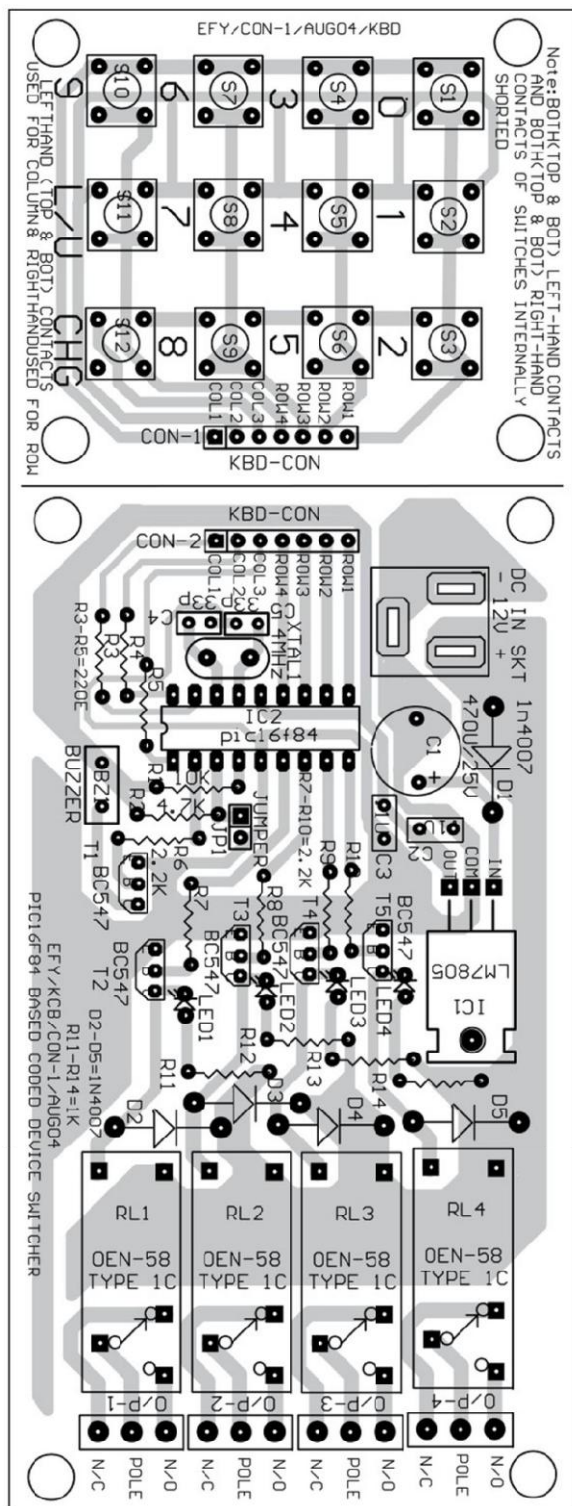 EFY/CON-1/AUG04/KBD
Note:BOTH(TOP & BOT) LEFT-HAND CONTACTS
AND BOTH(TOP & BOT) RIGHT-HAND
CONTACTS OF SWITCHES INTERNALLY
SHORTED
S10
S7
S4
S1
9
6
3
0
S11
S8
S5
S2
L/U
7
4
1
S12
S9
S6
S3
CHG
8
5
2
LEFTHAND (TOP & BOT) CONTACTS
USED FOR COLUMN& RIGHTHANDUSED FOR ROW
COL1
COL2
COL3
ROW4
ROW3
ROW2
ROW1
CON-1
KBD-CON
KBD-CON
CON-2
COL1
COL2
COL3
ROW4
ROW3
ROW2
ROW1
DC IN SKT
- 12V +
C4
33P
33P
XTAL1
4MHz
R3-R5=220E
R3
R4
R5
IC2
pic16f84
1n4007
D1
470U/25V
C1
+
BUZZER
BZ1
R1
10K
R2
4.7K
JUMPER
JP1
R7-R10=2.2K
C3
1U
C2
T1
BC547
R6
2.2K
R7
R8
R9
R10
OUT
COM
IN
LM7805
IC1
BC547
T2
BC547
T3
BC547
T4
BC547
T5
LED1
LED2
LED3
LED4
R11
R12
R13
R14
D2
D3
D4
D5
D2-D5=1N4007
R11-R14=1K
EFY/KCB/CON-1/AUG04
PIC16F84 BASED CODED DEVICE SWITCHER
RL1
OEN-58
TYPE 1C
RL2
OEN-58
TYPE 1C
RL3
OEN-58
TYPE 1C
RL4
OEN-58
TYPE 1C
O/P-1
O/P-2
O/P-3
O/P-4
N/C
POLE
N/O
N/C
POLE
N/O
N/C
POLE
N/O
N/C
POLE
N/O